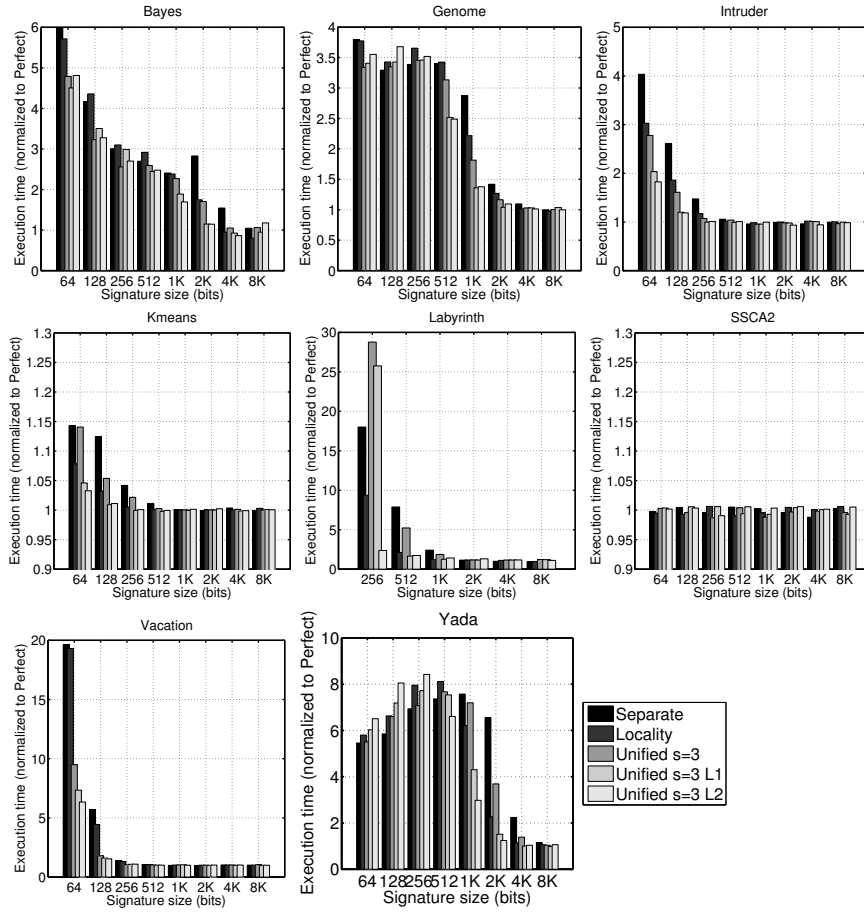 Bayes
Execution time (normalized to Perfect)
6
5
4
3
2
1
0
64 128 256 512 1K 2K 4K 8K
Signature size (bits)
Genome
Execution time (normalized to Perfect)
4
3.5
3
2.5
2
1.5
1
0.5
0
64 128 256 512 1K 2K 4K 8K
Signature size (bits)
Intruder
Execution time (normalized to Perfect)
5
4
3
2
1
0
64 128 256 512 1K 2K 4K 8K
Signature size (bits)
Kmeans
Execution time (normalized to Perfect)
1.3
1.25
1.2
1.15
1.1
1.05
1
0.95
0.9
64 128 256 512 1K 2K 4K 8K
Signature size (bits)
Labyrinth
Execution time (normalized to Perfect)
30
25
20
15
10
5
0
256 512 1K 2K 4K 8K
Signature size (bits)
SSCA2
Execution time (normalized to Perfect)
1.3
1.25
1.2
1.15
1.1
1.05
1
0.95
0.9
64 128 256 512 1K 2K 4K 8K
Signature size (bits)
Vacation
Execution time (normalized to Perfect)
20
15
10
5
1
0
64 128 256 512 1K 2K 4K 8K
Signature size (bits)
Yada
Execution time (normalized to Perfect)
10
8
6
4
2
1
0
64 128 256 512 1K 2K 4K 8K
Signature size (bits)
Separate
Locality
Unified s=3
Unified s=3 L1
Unified s=3 L2